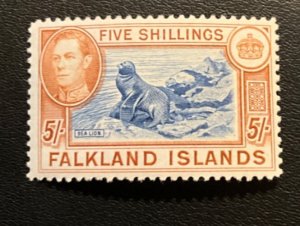 FIVE SHILLINGS
5/- 5/-
SEA LION
FALKLAND ISLANDS